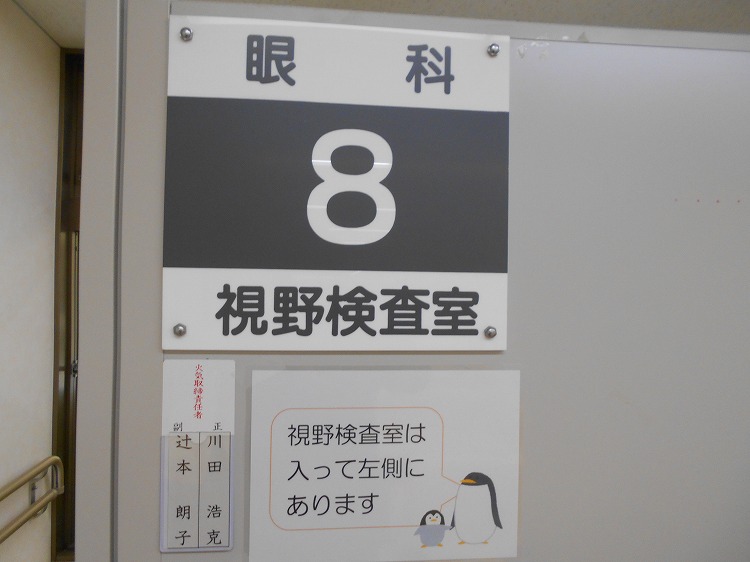 眼科
8
視野検査室
火気取締責任者
正 川田 浩克
副 辻本 朗子
視野検査室は
入って左側に
あります